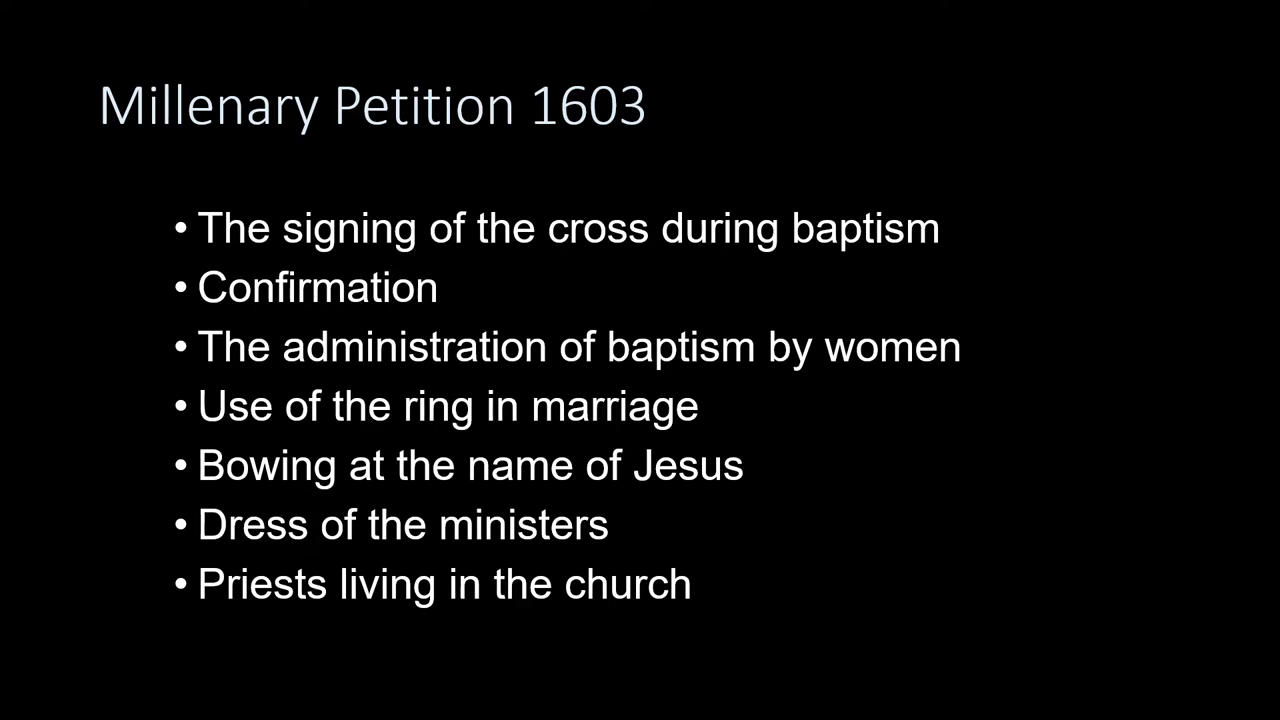 Millenary Petition 1603
• The signing of the cross during baptism
• Confirmation
• The administration of baptism by women
• Use of the ring in marriage
• Bowing at the name of Jesus
• Dress of the ministers
• Priests living in the church